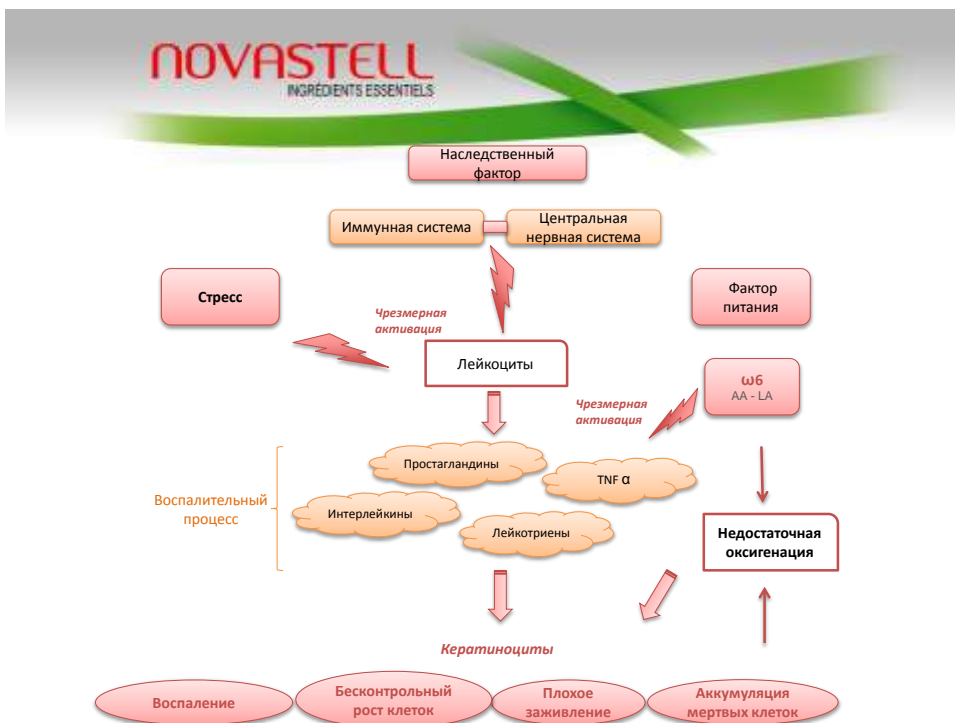 NOVASTELL
INGRÉDIENTS ESSENTIELS
Наследственный
фактор
Иммунная система
Центральная
нервная система
Стресс
Фактор
питания
Чрезмерная
активация
Лейкоциты
ω6
AA - LA
Чрезмерная
активация
Простагландины
TNF α
Воспалительный
процесс
Интерлейкины
Лейкотриены
Недостаточная
оксигенация
Кератиноциты
Воспаление
Бесконтрольный
рост клеток
Плохое
заживление
Аккумуляция
мертвых клеток